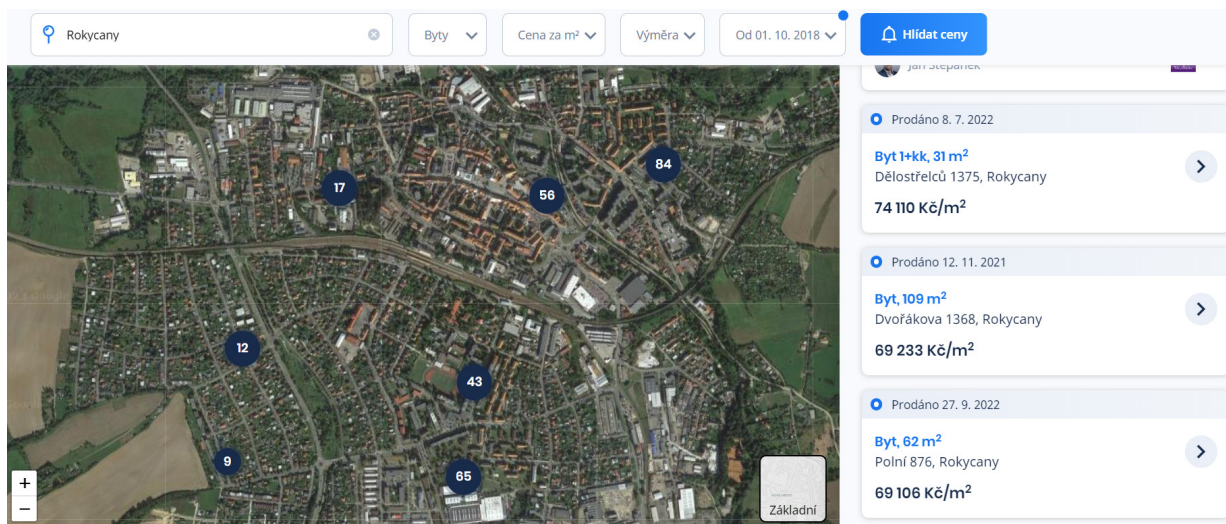 Rokycany
Byty
Cena za m²
Výměra
Od 01. 10. 2018
Hlídat ceny
Jan Štěpánek
Prodáno 8. 7. 2022
Byt 1+kk, 31 m²
Dělostřelců 1375, Rokycany
74 110 Kč/m²
Prodáno 12. 11. 2021
Byt, 109 m²
Dvořákova 1368, Rokycany
69 233 Kč/m²
Prodáno 27. 9. 2022
Byt, 62 m²
Polní 876, Rokycany
69 106 Kč/m²
84
17
56
12
43
9
65
+
−
Základní